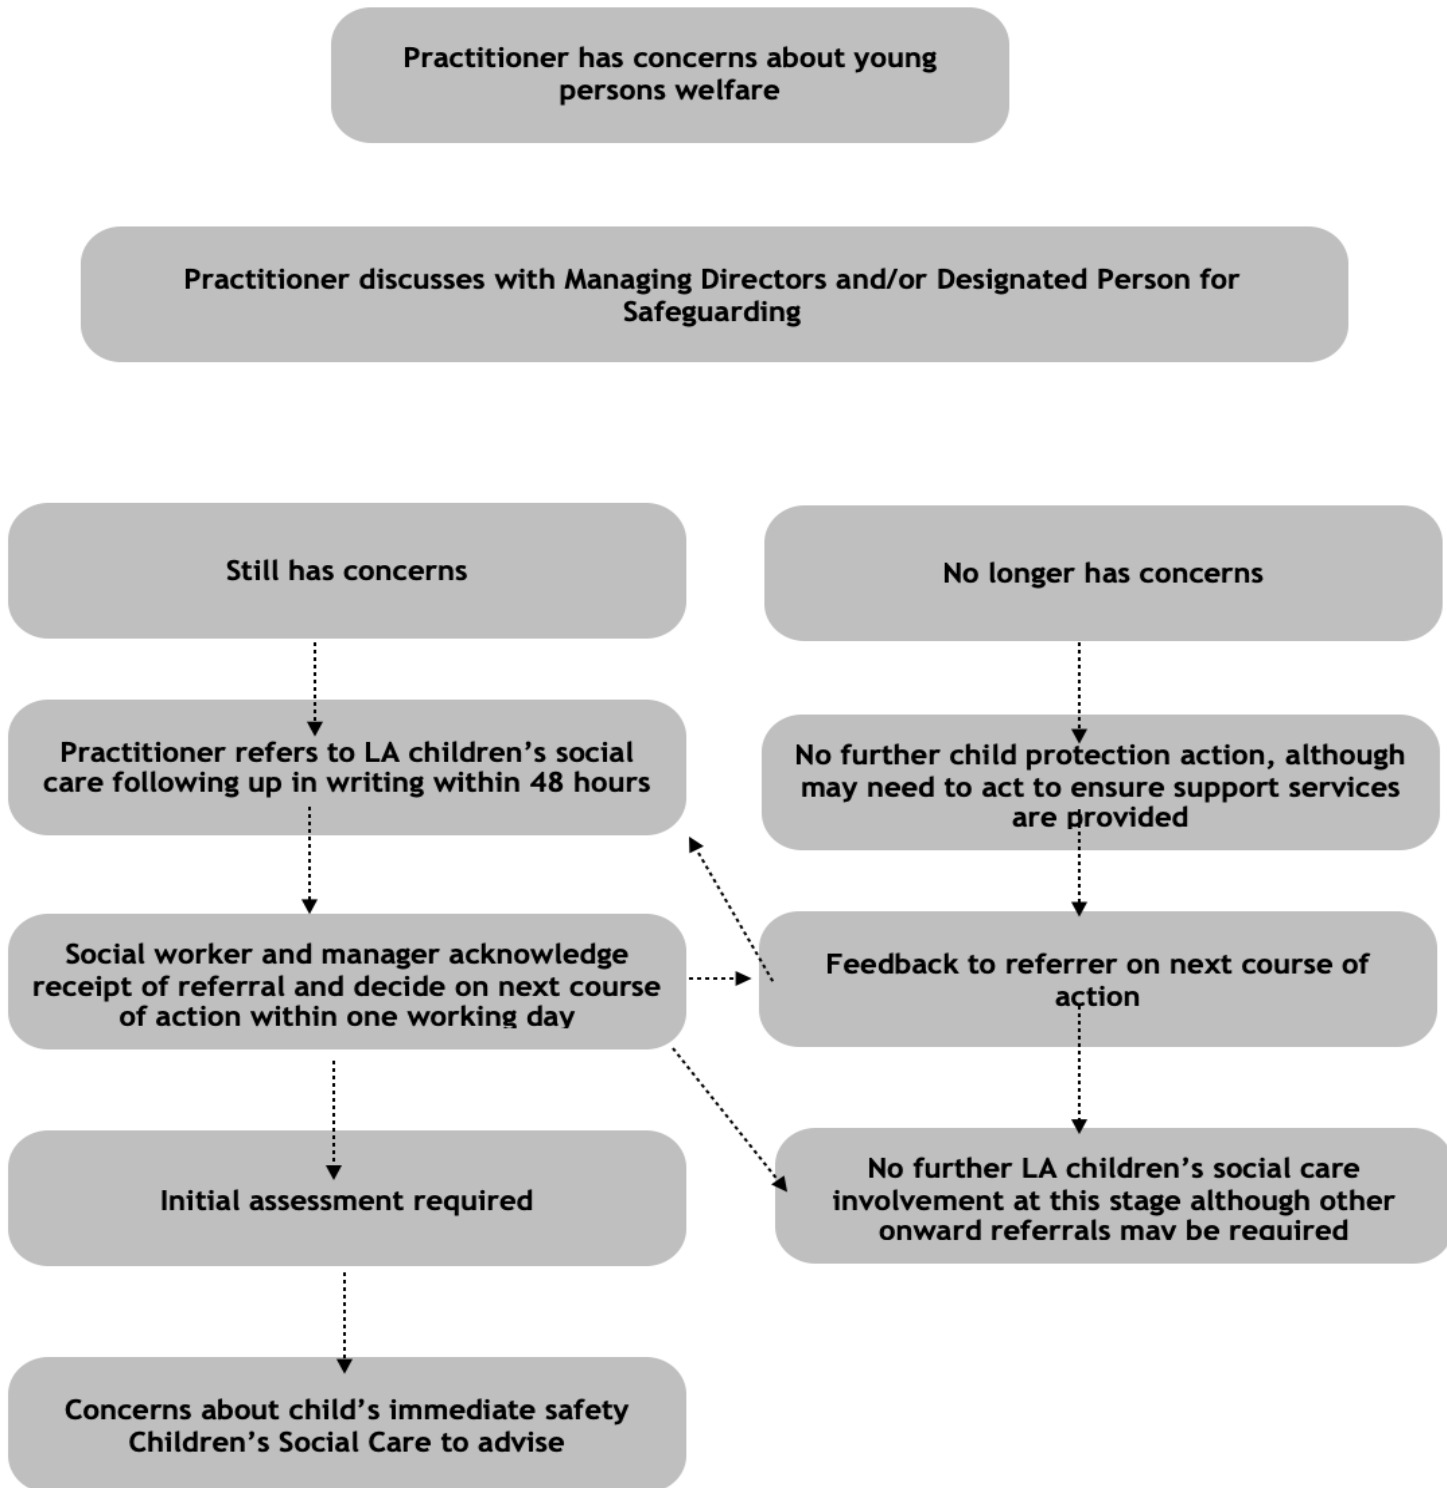 Practitioner has concerns about young
persons welfare
Practitioner discusses with Managing Directors and/or Designated Person for
Safeguarding
Still has concerns
No longer has concerns
Practitioner refers to LA children’s social
care following up in writing within 48 hours
No further child protection action, although
may need to act to ensure support services
are provided
Social worker and manager acknowledge
receipt of referral and decide on next course
of action within one working day
Feedback to referrer on next course of
action
Initial assessment required
No further LA children’s social care
involvement at this stage although other
onward referrals may be required
Concerns about child’s immediate safety
Children’s Social Care to advise